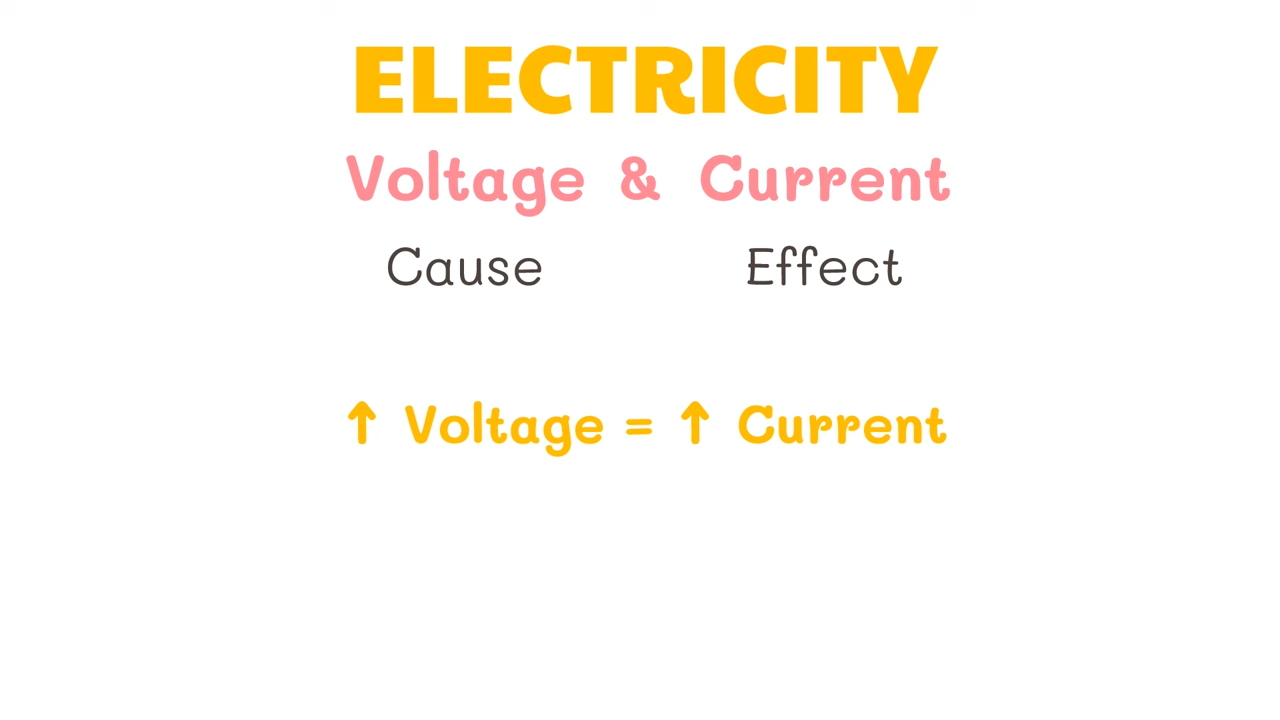 ELECTRICITY
Voltage & Current
Cause Effect
↑ Voltage = ↑ Current